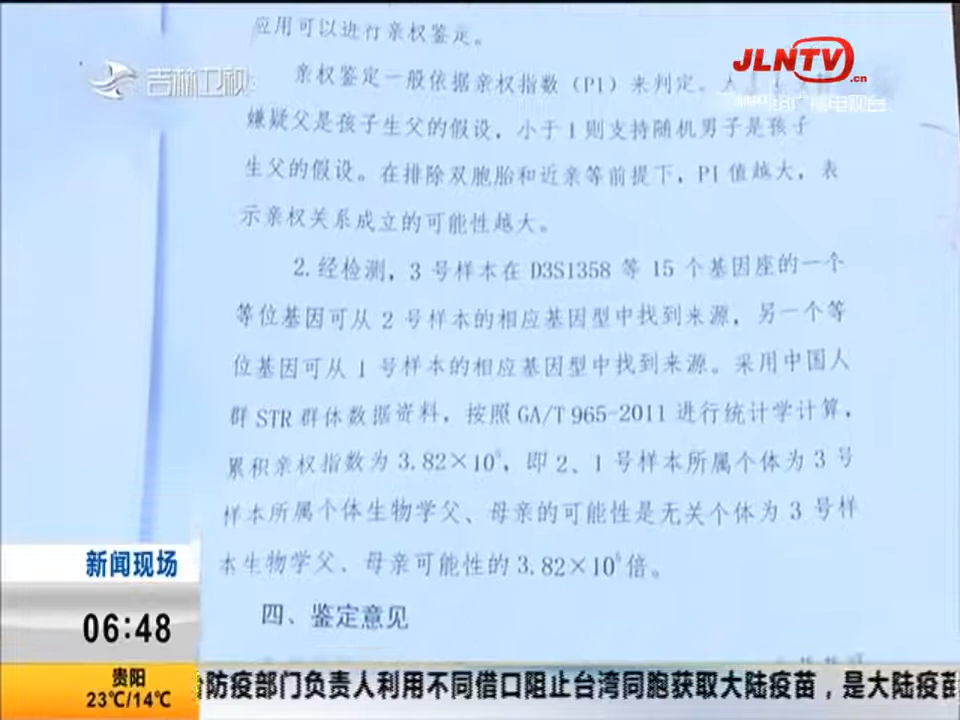 应用可以进行亲权鉴定。
亲权鉴定一般依据亲权指数（PI）来判定。大于1支持
嫌疑父是孩子生父的假设，小于1则支持随机男子是孩子
生父的假设。在排除双胞胎和近亲等前提下，PI值越大，表
示亲权关系成立的可能性越大。
2.经检测，3号样本在D3S1358等15个基因座的一个
等位基因可从2号样本的相应基因型中找到来源，另一个等
位基因可从1号样本的相应基因型中找到来源。采用中国人
群STR群体数据资料，按照GA/T965-2011进行统计学计算，
累积亲权指数为3.82×10，即2、1号样本所属个体为3号
样本所属个体生物学父、母亲的可能性是无关个体为3号样
本生物学父、母亲可能性的3.82×10倍。
四、鉴定意见
吉林卫视
JLNTV.cn
络广播电视台
新闻现场
06:48
贵阳
23℃/14℃
防疫部门负责人利用不同借口阻止台湾同胞获取大陆疫苗，是大陆疫苗